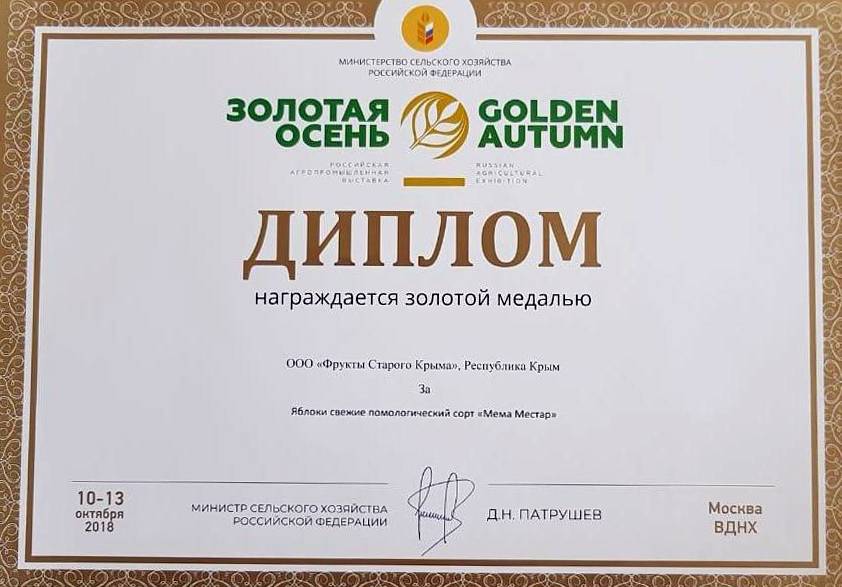 МИНИСТЕРСТВО СЕЛЬСКОГО ХОЗЯЙСТВА
РОССИЙСКОЙ ФЕДЕРАЦИИ
ЗОЛОТАЯ
ОСЕНЬ
GOLDEN
AUTUMN
РОССИЙСКАЯ
АГРОПРОМЫШЛЕННАЯ
ВЫСТАВКА
RUSSIAN
AGRICULTURAL
EXHIBITION
ДИПЛОМ
награждается золотой медалью
ООО «Фрукты Старого Крыма», Республика Крым
За
Яблоки свежие помологический сорт «Мема Местар»
10-13
октября
2018
МИНИСТР СЕЛЬСКОГО ХОЗЯЙСТВА
РОССИЙСКОЙ ФЕДЕРАЦИИ
Д.Н. ПАТРУШЕВ
Москва
ВДНХ